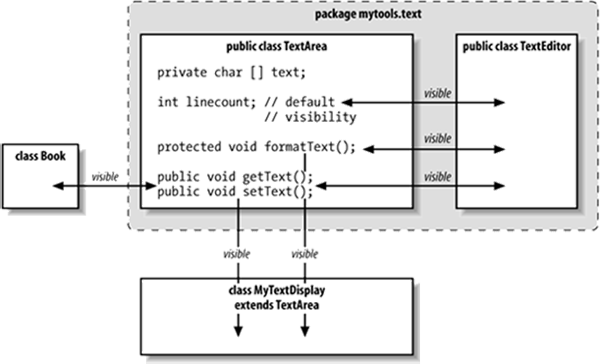 package mytools.text
public class TextArea
private char [] text;
int linecount; // default
// visibility
protected void formatText();
public void getText();
public void setText();
public class TextEditor
visible
visible
visible
class Book
visible
visible
visible
class MyTextDisplay
extends TextArea